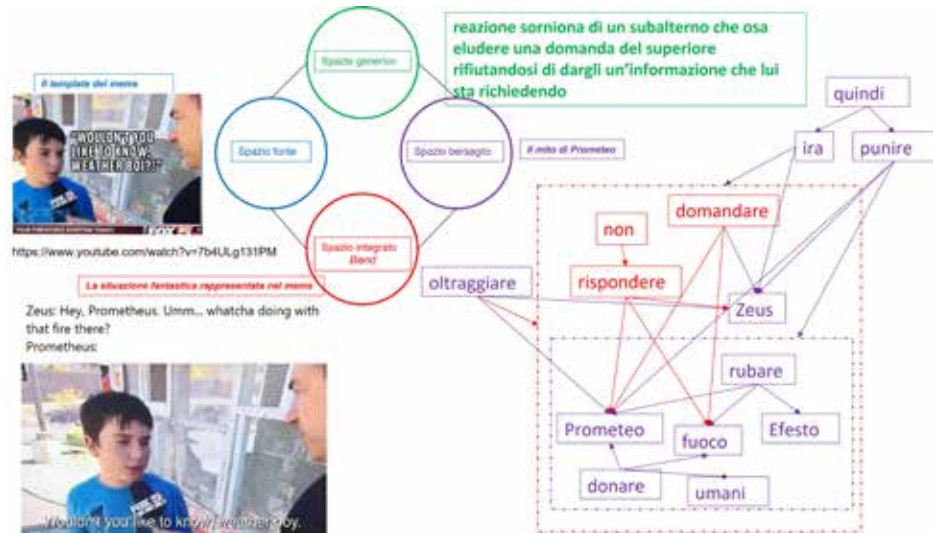 reazione sorniona di un subalterno che osa
eludere una domanda del superiore
rifiutandosi di dargli un'informazione che lui
sta richiedendo
Spazio generico
Il template del meme
"WOULDN'T YOU
LIKE TO KNOW,
WEATHER BOI?!"
Spazio fonte
Spazio bersaglio
Il mito di Prometeo
https://www.youtube.com/watch?v=7b4ULg131PM
Spazio integrato
Blend
La situazione fantastica rappresentata nel meme
Zeus: Hey, Prometheus. Umm... whatcha doing with
that fire there?
Prometheus:
Wouldn't you like to know, weather boy.
quindi
ira
punire
domandare
non
oltraggiare
rispondere
Zeus
rubare
Prometeo
fuoco
Efesto
donare
umani